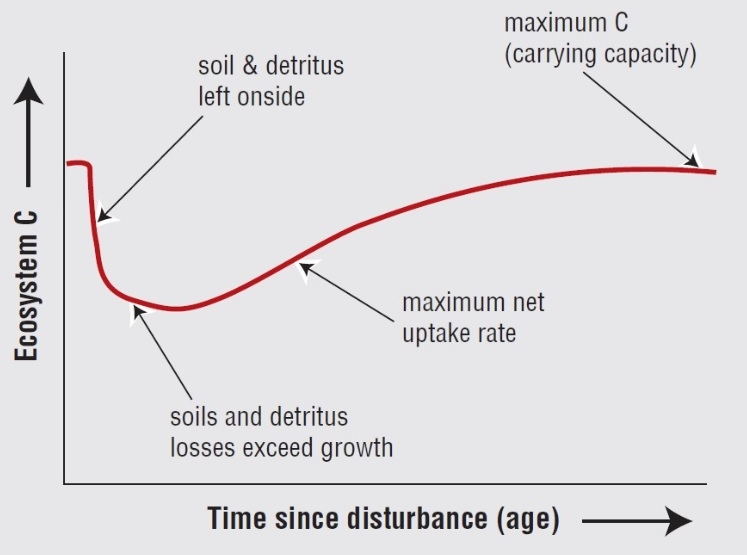 maximum C
(carrying capacity)
soil & detritus
left onside
Ecosystem C
maximum net
uptake rate
soils and detritus
losses exceed growth
Time since disturbance (age)